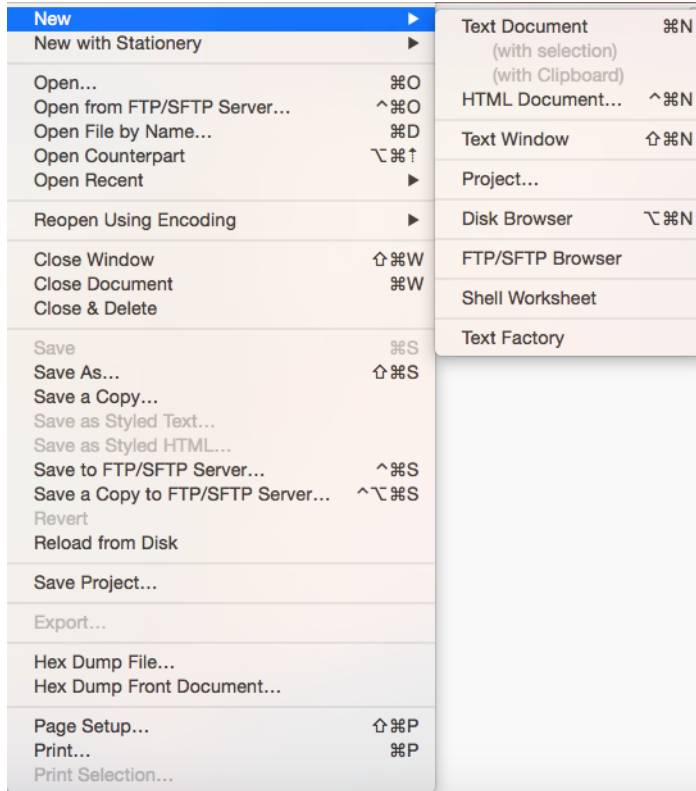 New ▶
New with Stationery ▶
Open... ⌘O
Open from FTP/SFTP Server... ^⌘O
Open File by Name... ⌘D
Open Counterpart ⌥⌘↑
Open Recent ▶
Reopen Using Encoding ▶
Close Window ⇧⌘W
Close Document ⌘W
Close & Delete
Save ⌘S
Save As... ⇧⌘S
Save a Copy...
Save as Styled Text...
Save as Styled HTML...
Save to FTP/SFTP Server... ^⌘S
Save a Copy to FTP/SFTP Server... ^⌥⌘S
Revert
Reload from Disk
Save Project...
Export...
Hex Dump File...
Hex Dump Front Document...
Page Setup... ⇧⌘P
Print... ⌘P
Print Selection...
Text Document ⌘N
(with selection)
(with Clipboard)
HTML Document... ^⌘N
Text Window ⇧⌘N
Project...
Disk Browser ⌥⌘N
FTP/SFTP Browser
Shell Worksheet
Text Factory